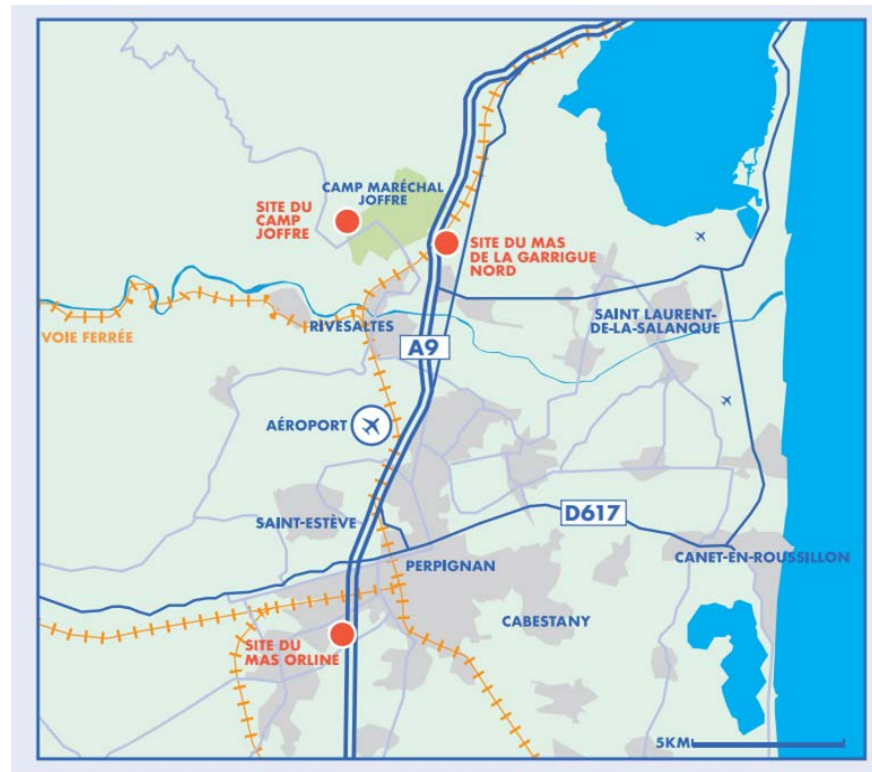 CAMP MARÉCHAL
JOFFRE
SITE DU
CAMP
JOFFRE
SITE DU MAS
DE LA GARRIGUE
NORD
SAINT LAURENT-
DE-LA-SALANQUE
RIVESALTES
VOIE FERRÉE
A9
AÉROPORT
SAINT-ESTÈVE
D617
PERPIGNAN
CANET-EN-ROUSSILLON
CABESTANY
SITE DU
MAS ORLINE
5KM